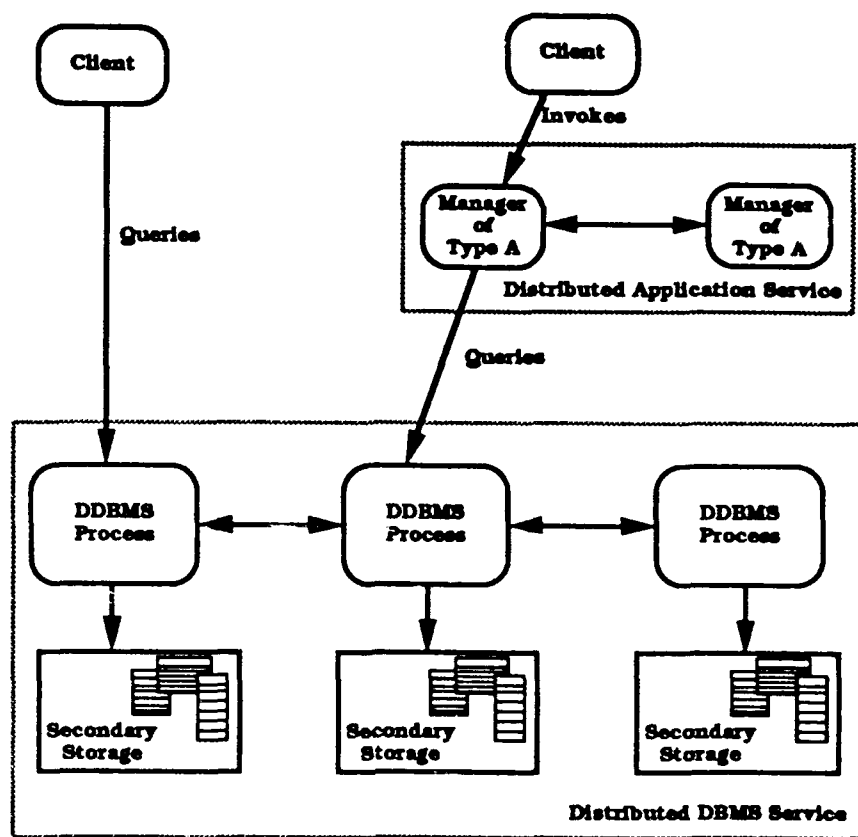 Client
Client
Invokes
Manager
of
Type A
Manager
of
Type A
Queries
Distributed Application Service
Queries
DDBMS
Process
DDBMS
Process
DDBMS
Process
Secondary
Storage
Secondary
Storage
Secondary
Storage
Distributed DBMS Service